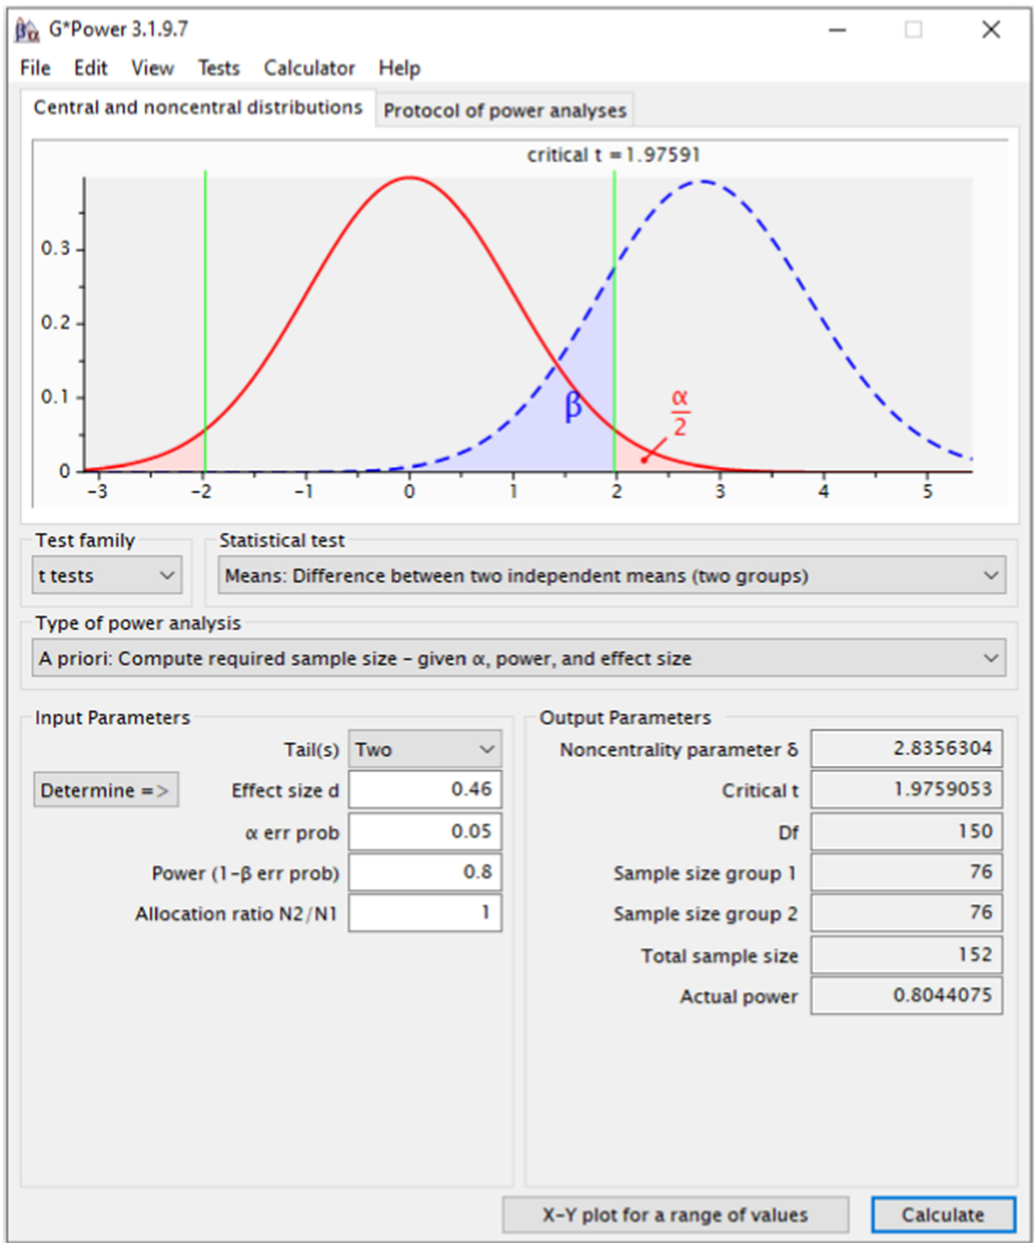 G*Power 3.1.9.7
File Edit View Tests Calculator Help
Central and noncentral distributions Protocol of power analyses
critical t = 1.97591
0.3
0.2
0.1
0
β
α
2
-3 -2 -1 0 1 2 3 4 5
Test family Statistical test
t tests Means: Difference between two independent means (two groups)
Type of power analysis
A priori: Compute required sample size – given α, power, and effect size
Input Parameters
Tail(s) Two
Determine => Effect size d 0.46
α err prob 0.05
Power (1-β err prob) 0.8
Allocation ratio N2/N1 1
Output Parameters
Noncentrality parameter δ 2.8356304
Critical t 1.9759053
Df 150
Sample size group 1 76
Sample size group 2 76
Total sample size 152
Actual power 0.8044075
X-Y plot for a range of values Calculate